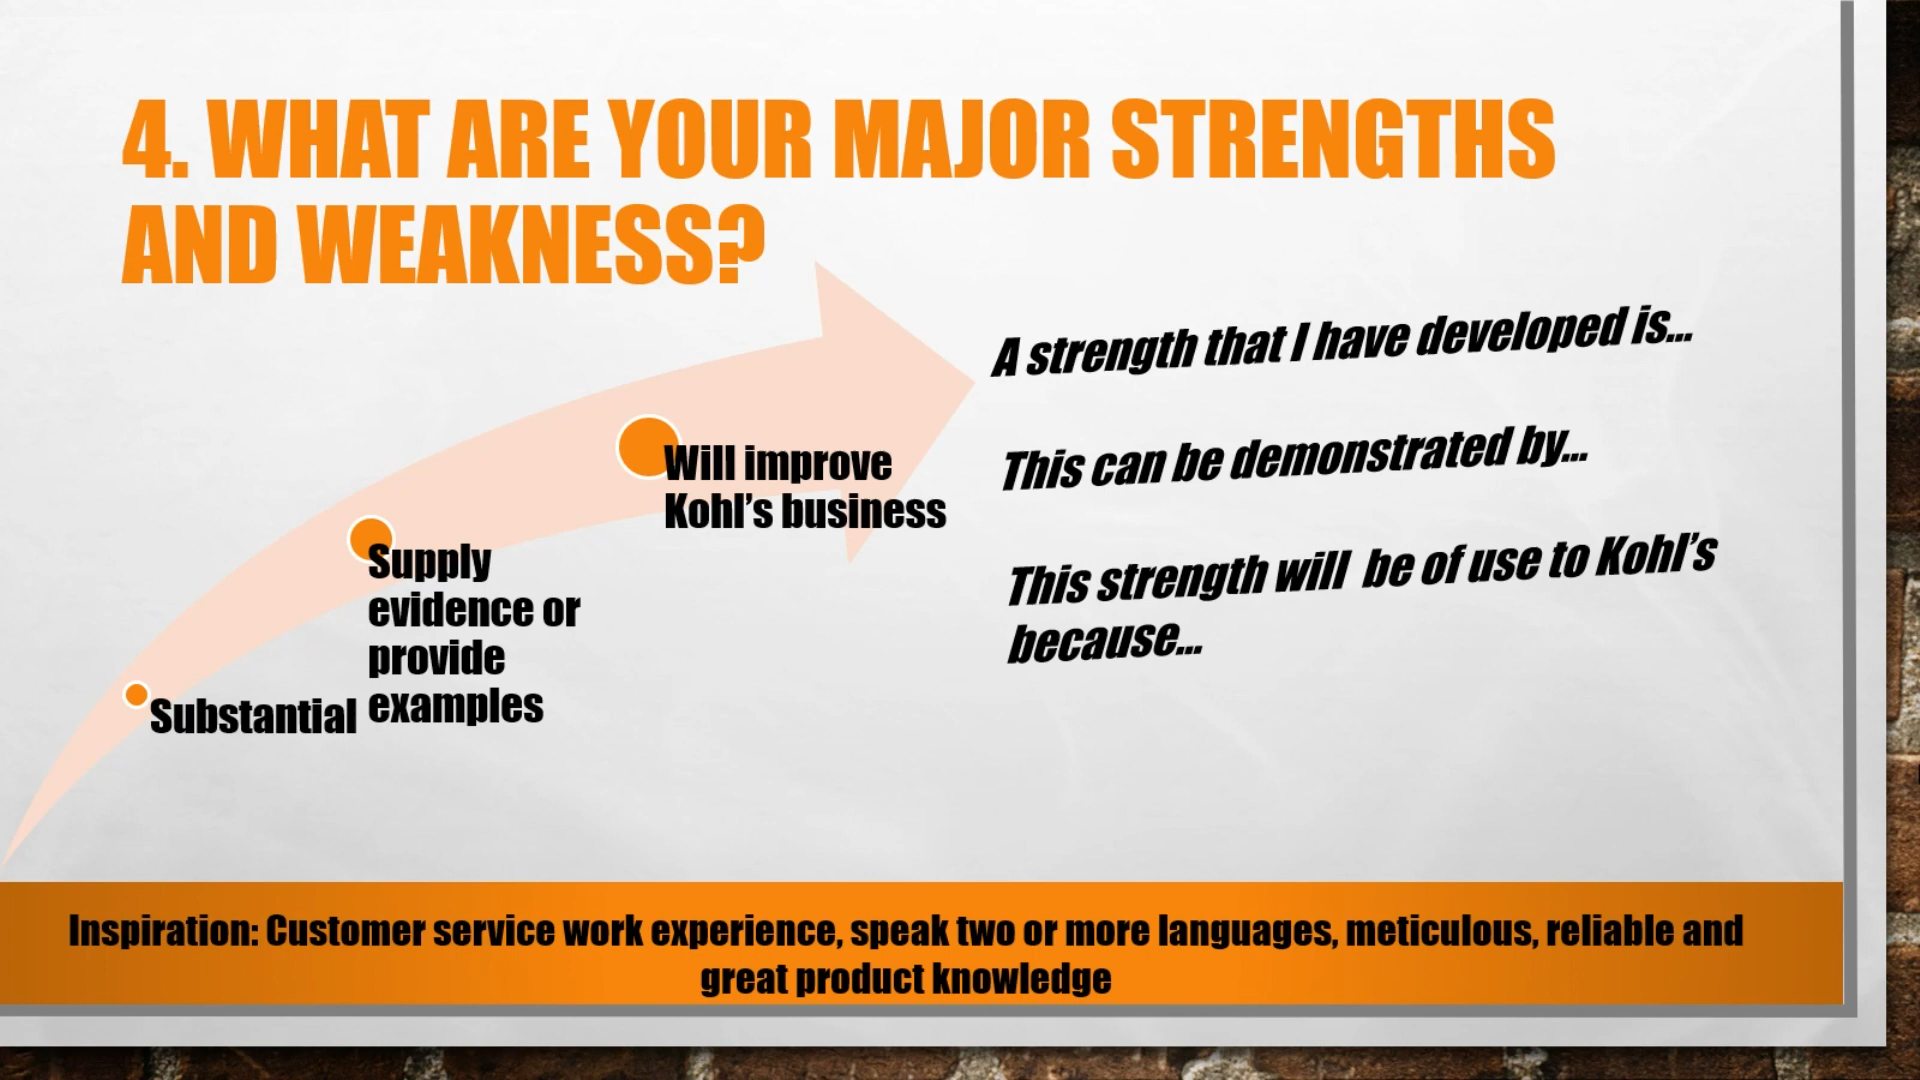 4. WHAT ARE YOUR MAJOR STRENGTHS
AND WEAKNESS?
Substantial
Supply
evidence or
provide
examples
Will improve
Kohl’s business
A strength that I have developed is...
This can be demonstrated by...
This strength will  be of use to Kohl’s
because...
Inspiration: Customer service work experience, speak two or more languages, meticulous, reliable and
great product knowledge